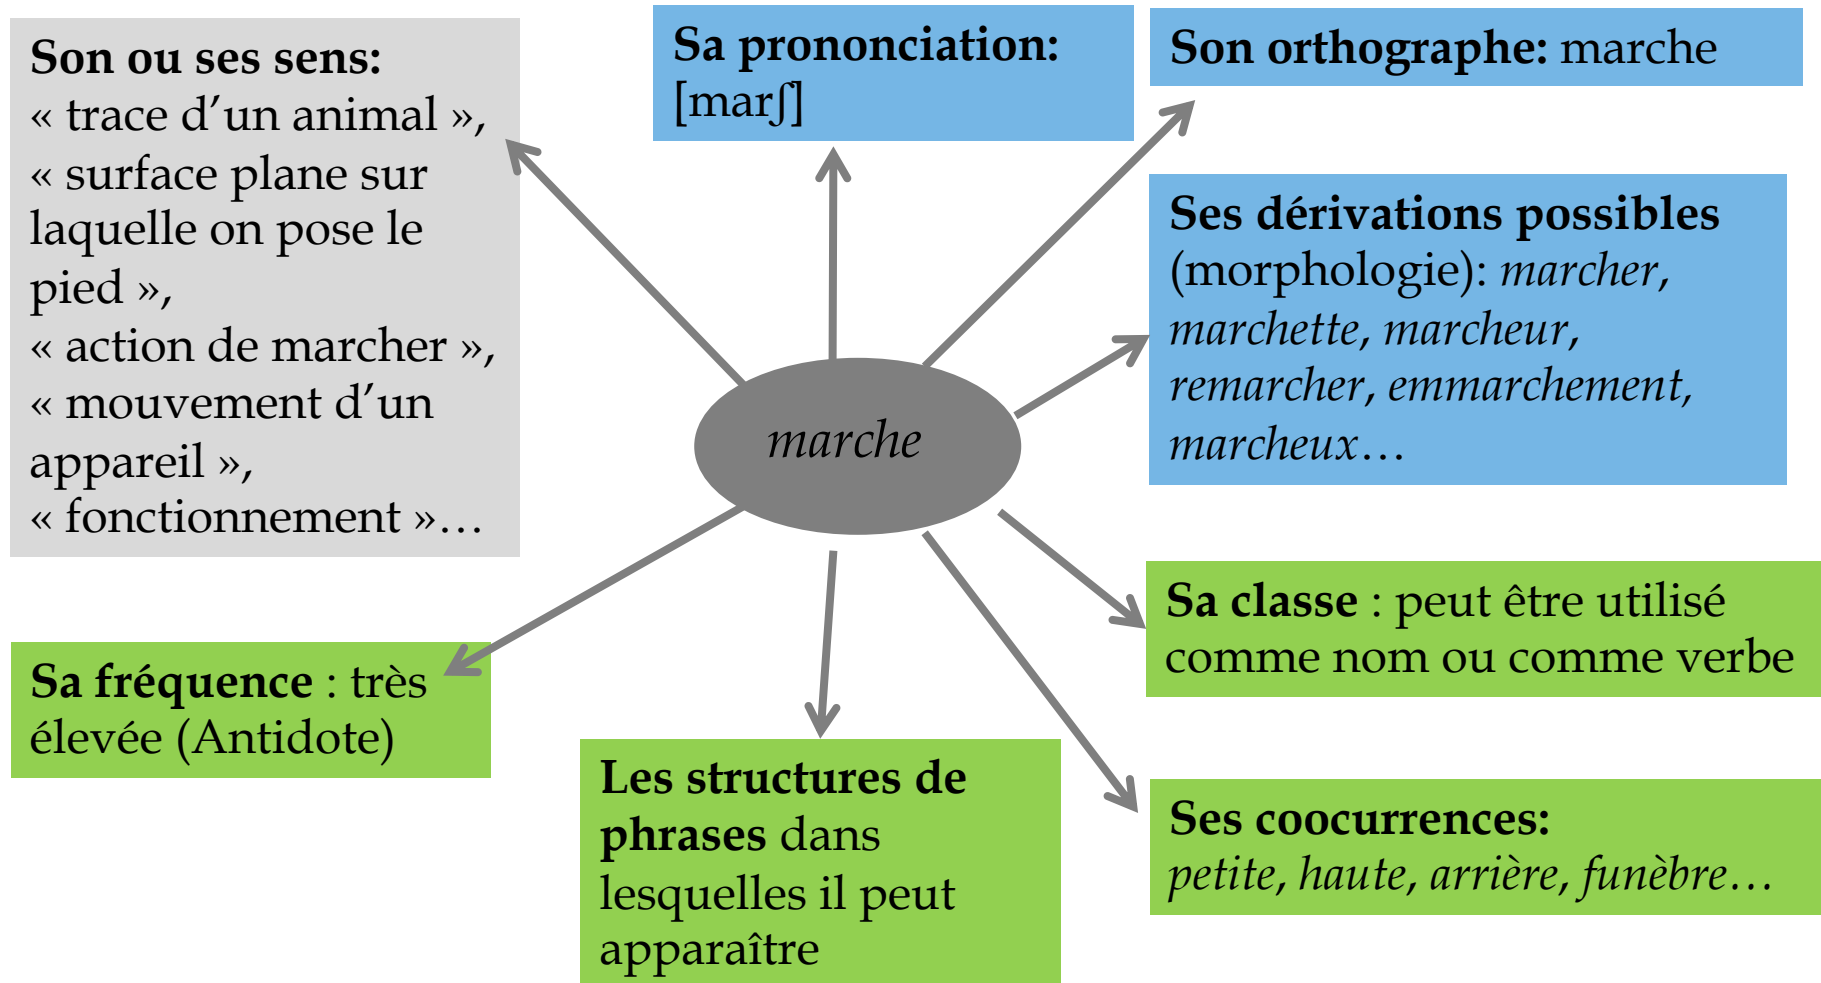 Son ou ses sens:
« trace d’un animal »,
« surface plane sur
laquelle on pose le
pied »,
« action de marcher »,
« mouvement d’un
appareil »,
« fonctionnement »…
Sa prononciation:
[marʃ]
Son orthographe: marche
Ses dérivations possibles
(morphologie): marcher,
marchette, marcheur,
remarcher, emmarchement,
marcheux…
marche
Sa classe : peut être utilisé
comme nom ou comme verbe
Sa fréquence : très
élevée (Antidote)
Les structures de
phrases dans
lesquelles il peut
apparaître
Ses coocurrences:
petite, haute, arrière, funèbre…